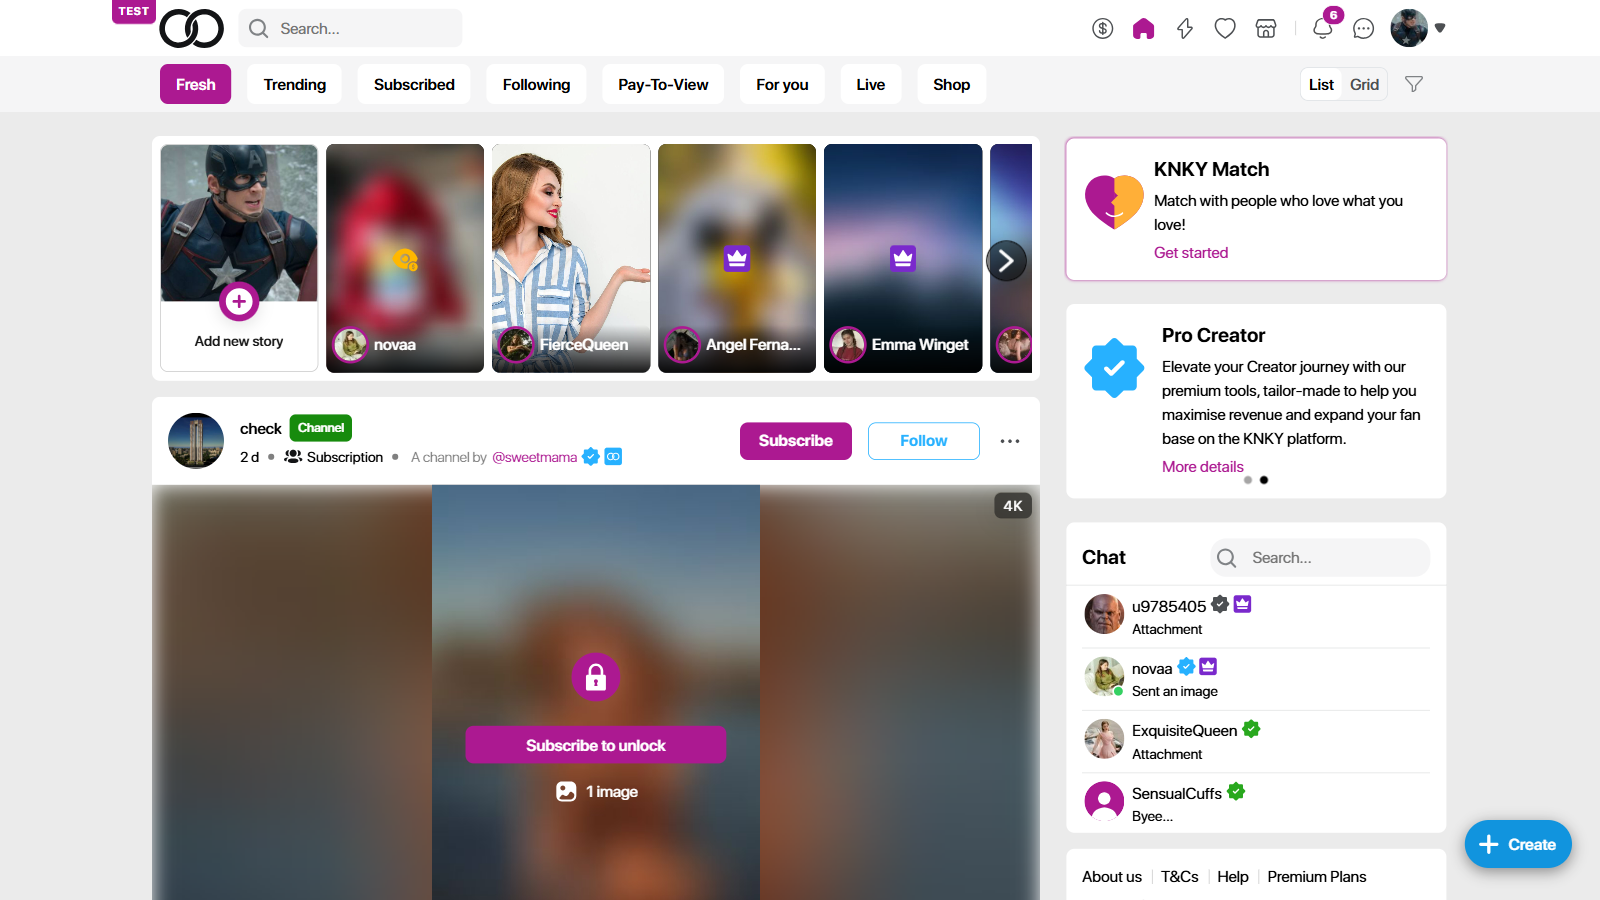 TEST
Search...
6
Fresh
Trending
Subscribed
Following
Pay-To-View
For you
Live
Shop
List
Grid
Add new story
novaa
FierceQueen
Angel Ferna...
Emma Winget
KNKY Match
Match with people who love what you
love!
Get started
Pro Creator
Elevate your Creator journey with our
premium tools, tailor-made to help you
maximise revenue and expand your fan
base on the KNKY platform.
More details
check
Channel
2 d • Subscription • A channel by @sweetmama
Subscribe
Follow
4K
Subscribe to unlock
1 image
Chat
Search...
u9785405
Attachment
novaa
Sent an image
ExquisiteQueen
Attachment
SensualCuffs
Byee...
Create
About us
T&Cs
Help
Premium Plans